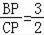 BP/CP = 3/2